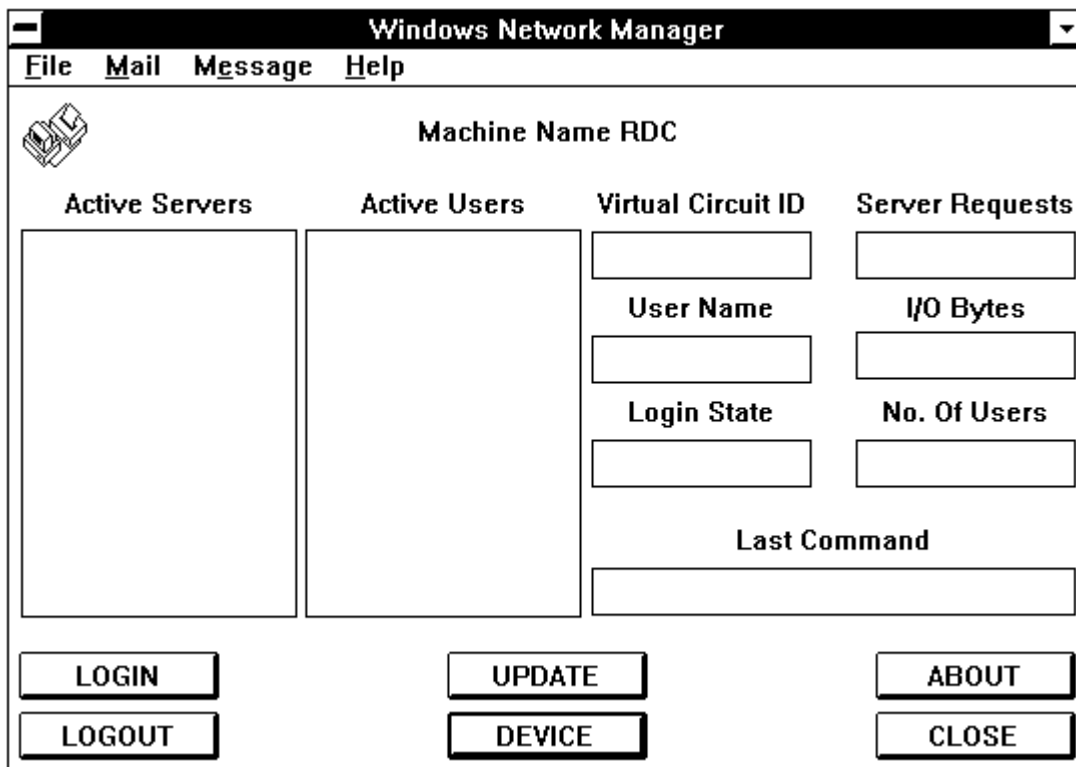 Windows Network Manager
File Mail Message Help
Machine Name RDC
Active Servers Active Users Virtual Circuit ID Server Requests
User Name I/O Bytes
Login State No. Of Users
Last Command
LOGIN UPDATE ABOUT
LOGOUT DEVICE CLOSE